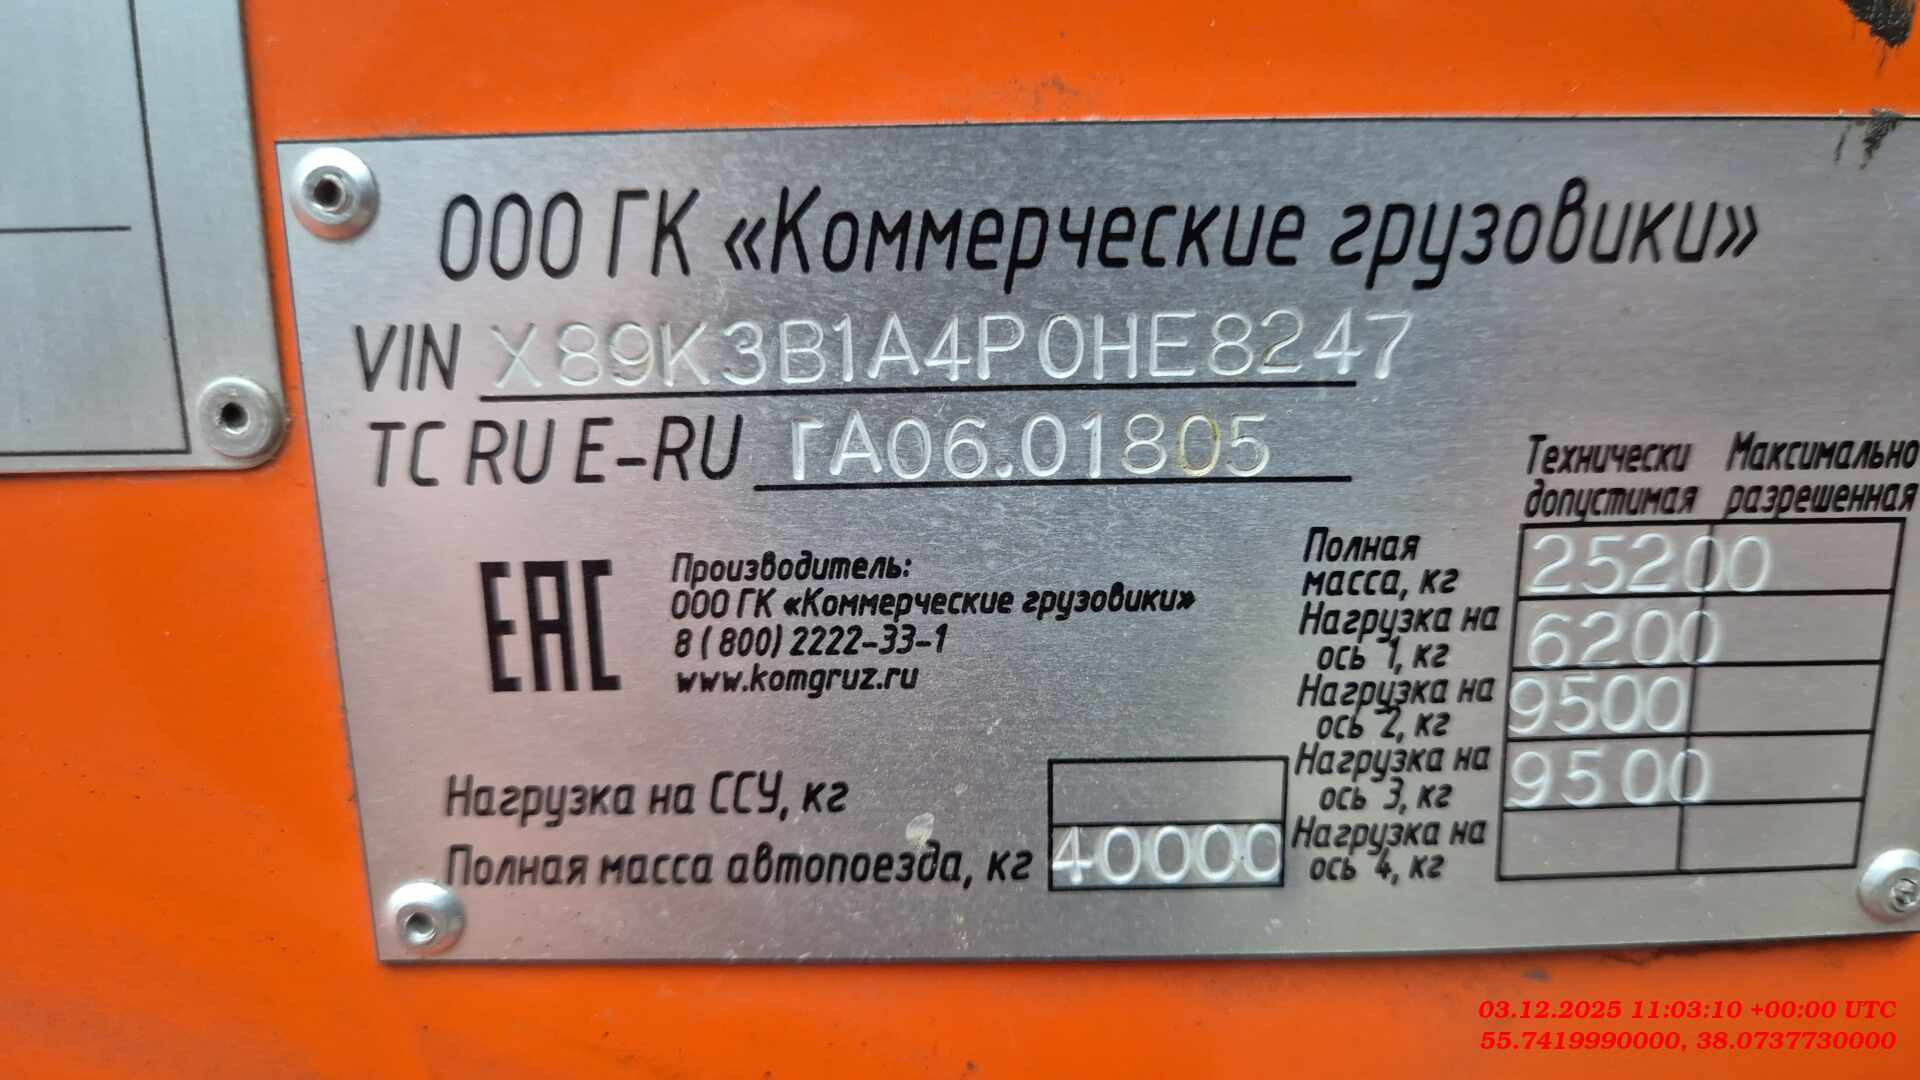 ООО ГК «Коммерческие грузовики»
VIN X89K3B1A4P0HE8247
TC RU E-RU ГА06.01805
Технически допустимая
Максимально разрешенная
EAC
Производитель:
ООО ГК «Коммерческие грузовики»
8 (800) 2222-33-1
www.komgruz.ru
Полная масса, кг 25200
Нагрузка на ось 1, кг 6200
Нагрузка на ось 2, кг 9500
Нагрузка на ось 3, кг 9500
Нагрузка на ось 4, кг
Нагрузка на ССУ, кг
Полная масса автопоезда, кг 40000
03.12.2025 11:03:10 +00:00 UTC
55.7419990000, 38.0737730000